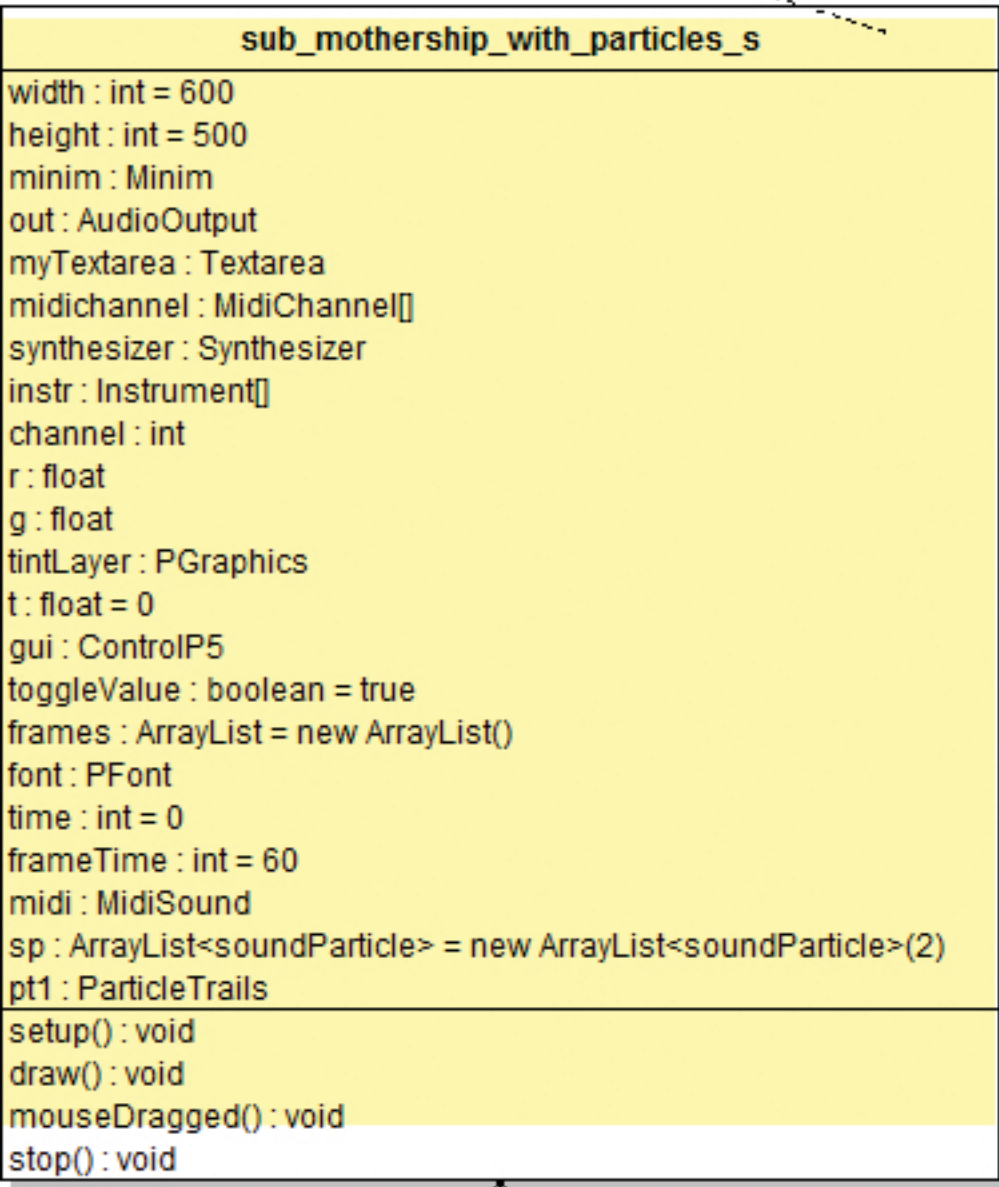 sub_mothership_with_particles_s
width : int = 600
height : int = 500
minim : Minim
out : AudioOutput
myTextarea : Textarea
midichannel : MidiChannel[]
synthesizer : Synthesizer
instr : Instrument[]
channel : int
r : float
g : float
tintLayer : PGraphics
t : float = 0
gui : ControlP5
toggleValue : boolean = true
frames : ArrayList = new ArrayList()
font : PFont
time : int = 0
frameTime : int = 60
midi : MidiSound
sp : ArrayList<soundParticle> = new ArrayList<soundParticle>(2)
pt1 : ParticleTrails
setup() : void
draw() : void
mouseDragged() : void
stop() : void